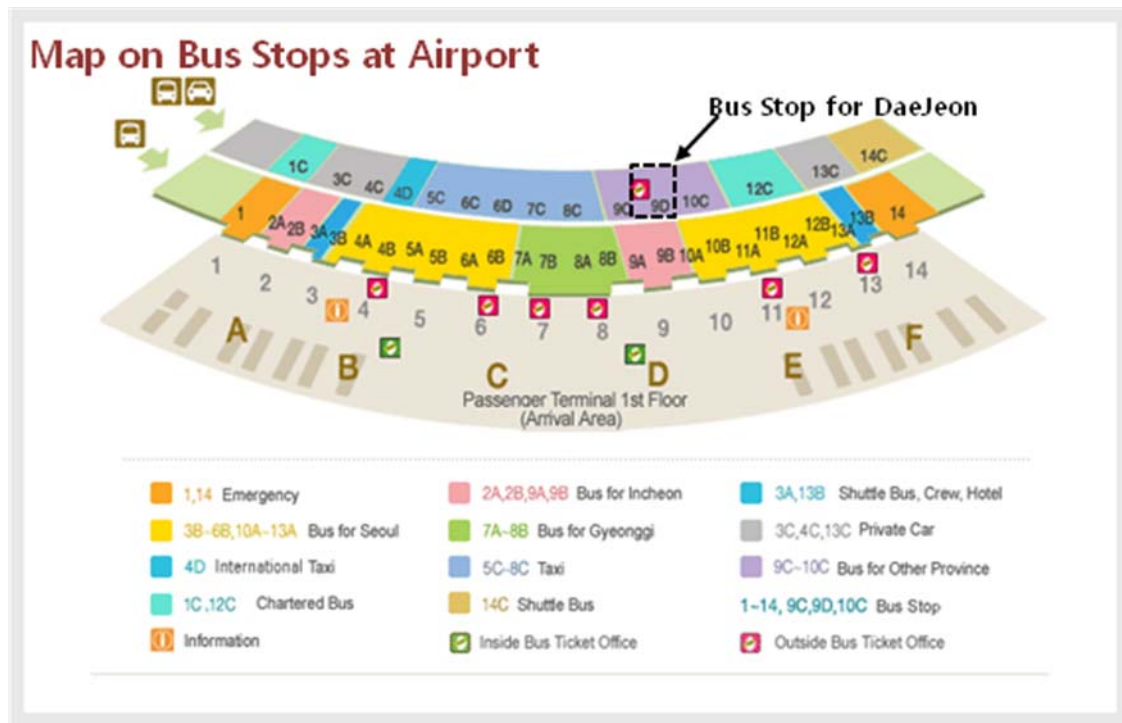 Map on Bus Stops at Airport
Bus Stop for DaeJeon
1C
3C
4C
4D
5C
6C
6D
7C
8C
9C
9D
10C
12C
13C
14C
1
2A
2B
3A
3B
4A
4B
5A
5B
6A
6B
7A
7B
8A
8B
9A
9B
10A
10B
11A
11B
12A
12B
13A
13B
14
1
2
3
4
5
6
7
8
9
10
11
12
13
14
A
B
C
D
E
F
Passenger Terminal 1st Floor
(Arrival Area)
1,14 Emergency
2A,2B,9A,9B Bus for Incheon
3A,13B Shuttle Bus, Crew, Hotel
3B~6B,10A~13A Bus for Seoul
7A~8B Bus for Gyeonggi
3C,4C,13C Private Car
4D International Taxi
5C~8C Taxi
9C~10C Bus for Other Province
1C,12C Chartered Bus
14C Shuttle Bus
1~14, 9C,9D,10C Bus Stop
Information
Inside Bus Ticket Office
Outside Bus Ticket Office